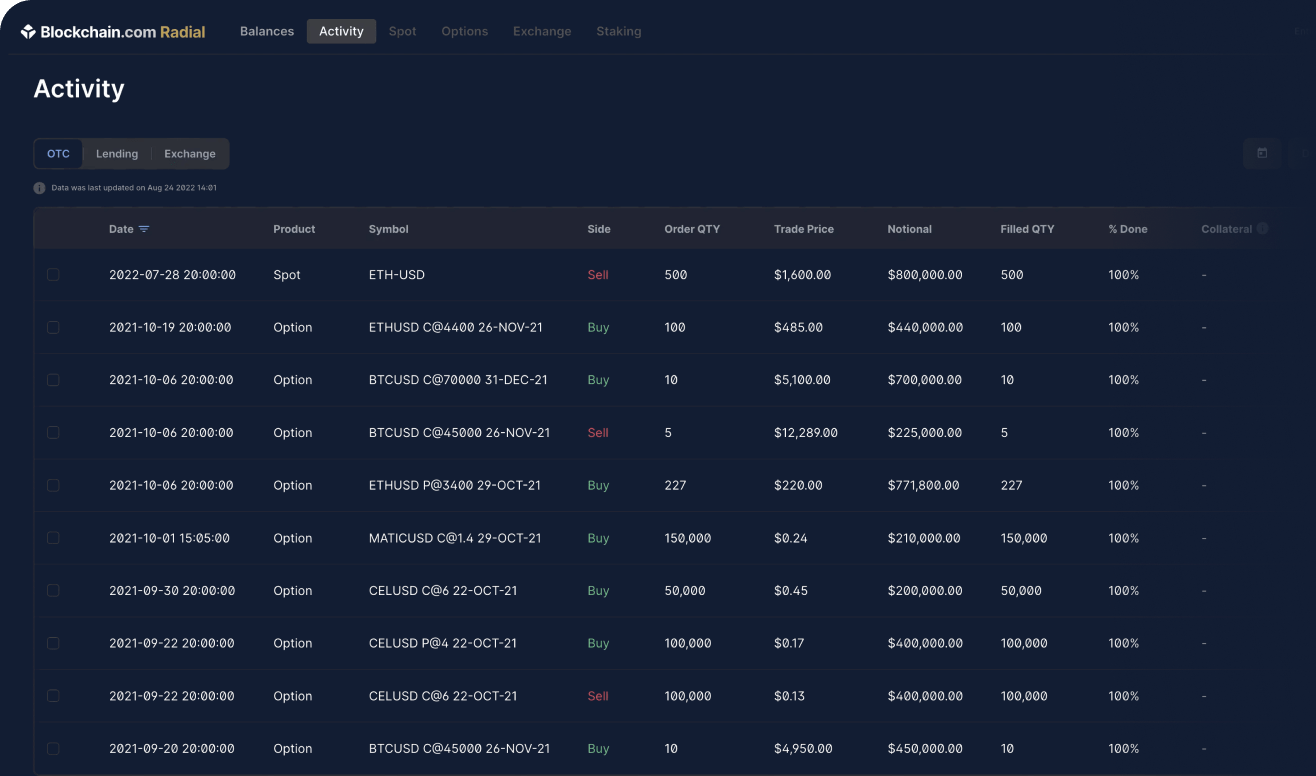 Blockchain.com Radial Balances Activity Spot Options Exchange Staking
Activity
OTC Lending Exchange
Data was last updated on Aug 24 2022 14:01
Date Product Symbol Side Order QTY Trade Price Notional Filled QTY % Done Collateral
2022-07-28 20:00:00 Spot ETH-USD Sell 500 $1,600.00 $800,000.00 500 100% -
2021-10-19 20:00:00 Option ETHUSD C@4400 26-NOV-21 Buy 100 $485.00 $440,000.00 100 100% -
2021-10-06 20:00:00 Option BTCUSD C@70000 31-DEC-21 Buy 10 $5,100.00 $700,000.00 10 100% -
2021-10-06 20:00:00 Option BTCUSD C@45000 26-NOV-21 Sell 5 $12,289.00 $225,000.00 5 100% -
2021-10-06 20:00:00 Option ETHUSD P@3400 29-OCT-21 Buy 227 $220.00 $771,800.00 227 100% -
2021-10-01 15:05:00 Option MATICUSD C@1.4 29-OCT-21 Buy 150,000 $0.24 $210,000.00 150,000 100% -
2021-09-30 20:00:00 Option CELUSD C@6 22-OCT-21 Buy 50,000 $0.45 $200,000.00 50,000 100% -
2021-09-22 20:00:00 Option CELUSD P@4 22-OCT-21 Buy 100,000 $0.17 $400,000.00 100,000 100% -
2021-09-22 20:00:00 Option CELUSD C@6 22-OCT-21 Sell 100,000 $0.13 $400,000.00 100,000 100% -
2021-09-20 20:00:00 Option BTCUSD C@45000 26-NOV-21 Buy 10 $4,950.00 $450,000.00 10 100% -